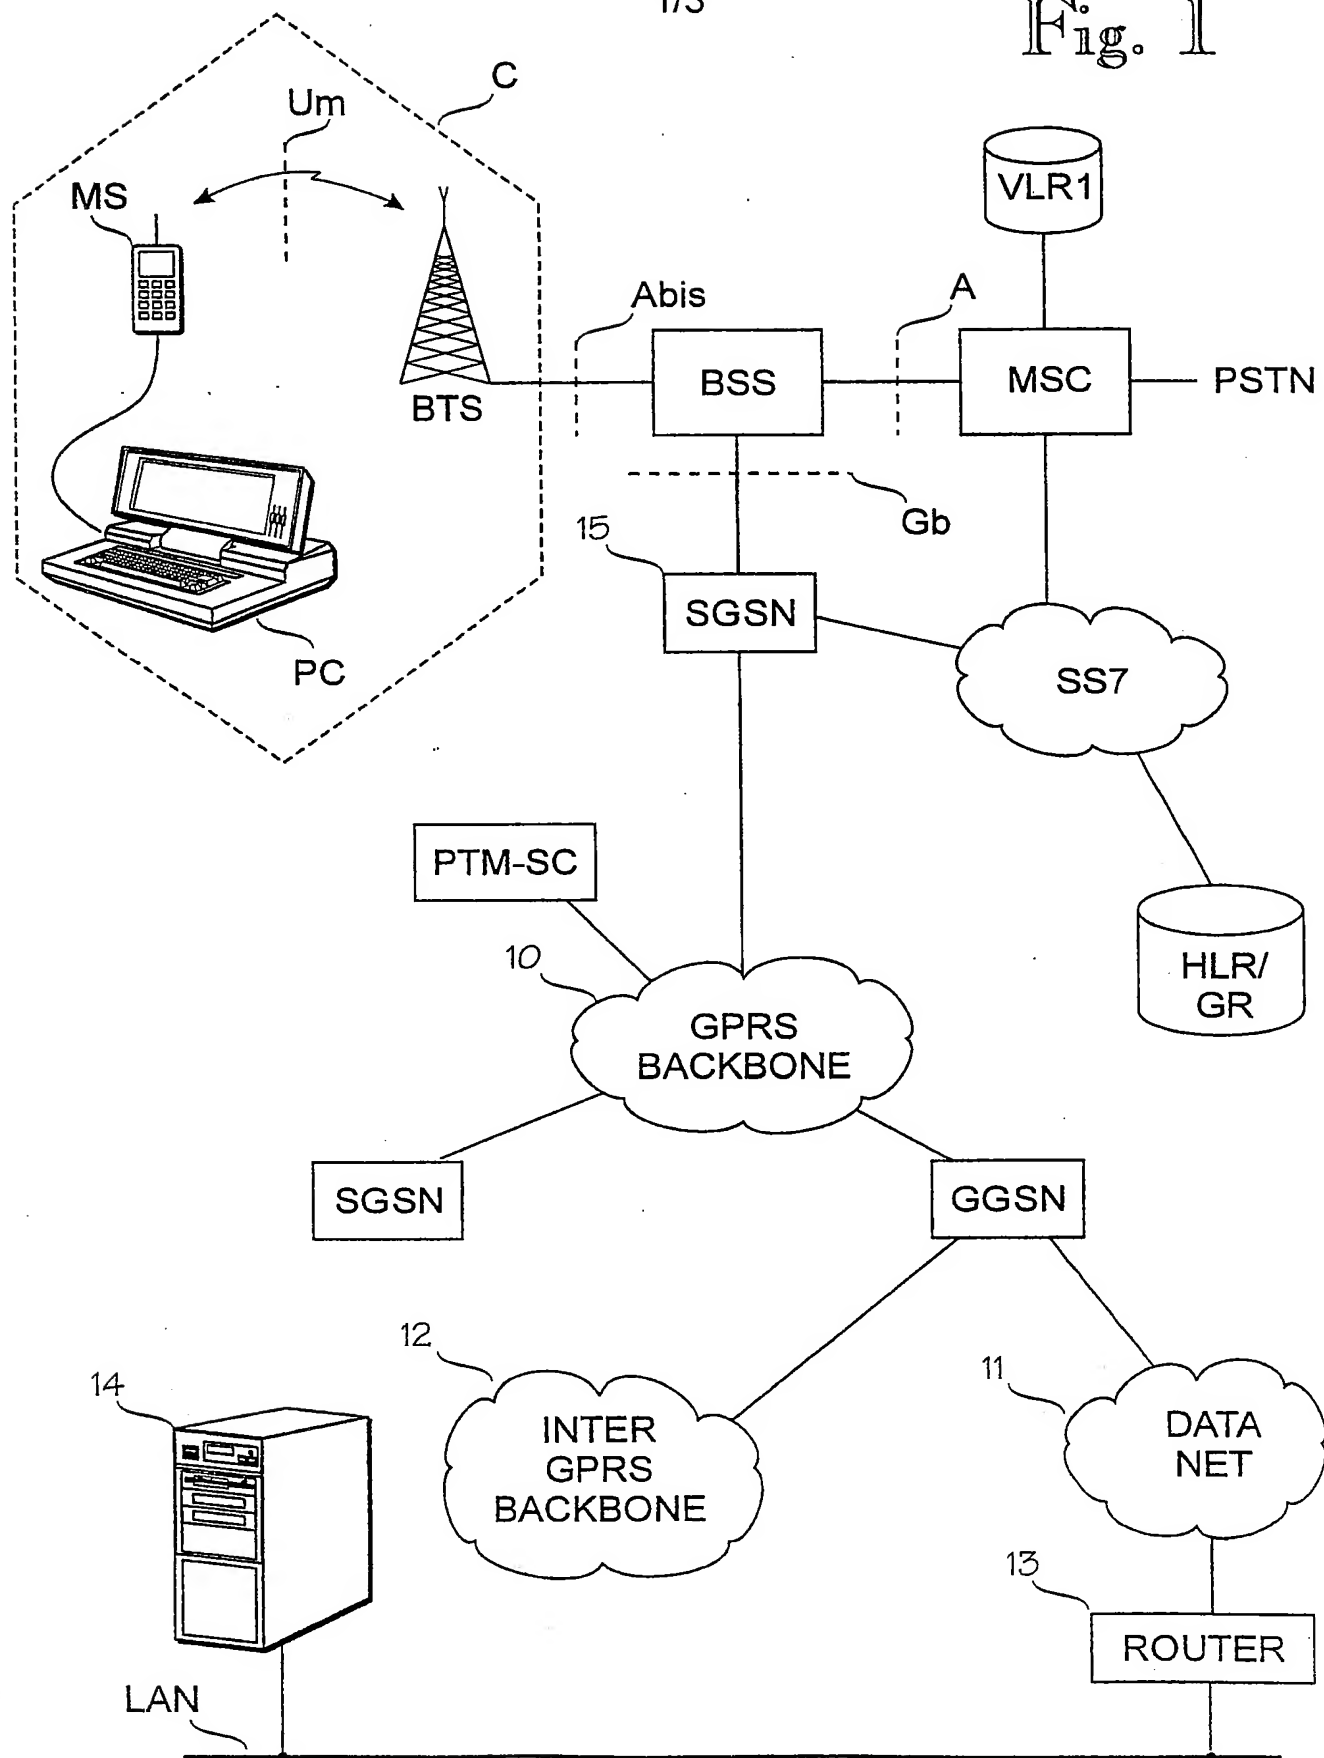 1/3
Fig. 1
C
Um
MS
VLR1
Abis
A
BSS
MSC
PSTN
BTS
Gb
15
SGSN
PC
SS7
PTM-SC
10
HLR/
GR
GPRS
BACKBONE
SGSN
GGSN
12
11
14
INTER
GPRS
BACKBONE
DATA
NET
13
ROUTER
LAN